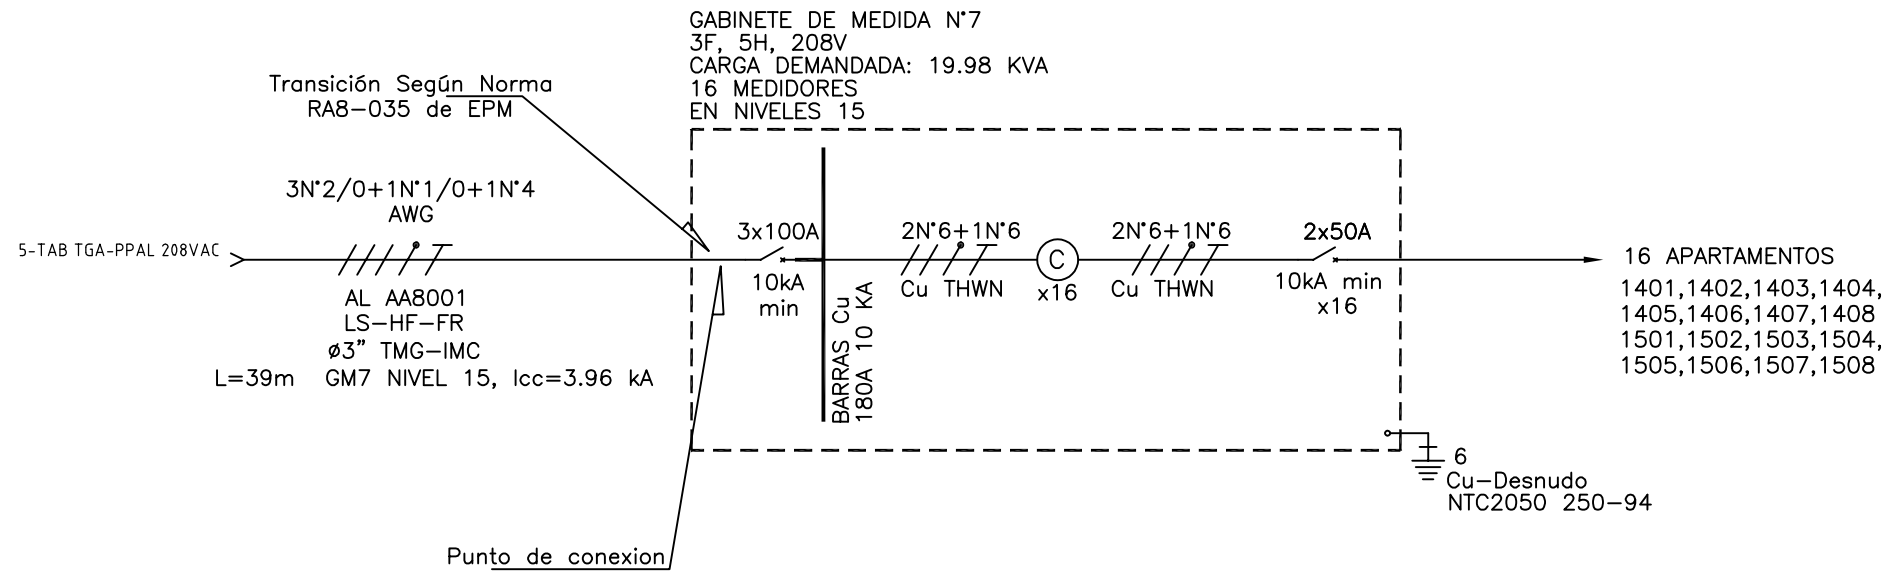 GABINETE DE MEDIDA N°7
3F, 5H, 208V
CARGA DEMANDADA: 19.98 KVA
16 MEDIDORES
EN NIVELES 15
Transición Según Norma
RA8-035 de EPM
3N°2/0+1N°1/0+1N°4
AWG
5-TAB TGA-PPAL 208VAC
AL AA8001
LS-HF-FR
ø3” TMG-IMC
L=39m GM7 NIVEL 15, Icc=3.96 kA
3x100A
10kA
min
BARRAS Cu
180A 10 KA
2N°6+1N°6
Cu THWN
C
x16
2N°6+1N°6
Cu THWN
2x50A
10kA min
x16
16 APARTAMENTOS
1401,1402,1403,1404,
1405,1406,1407,1408
1501,1502,1503,1504,
1505,1506,1507,1508
6
Cu-Desnudo
NTC2050 250-94
Punto de conexion